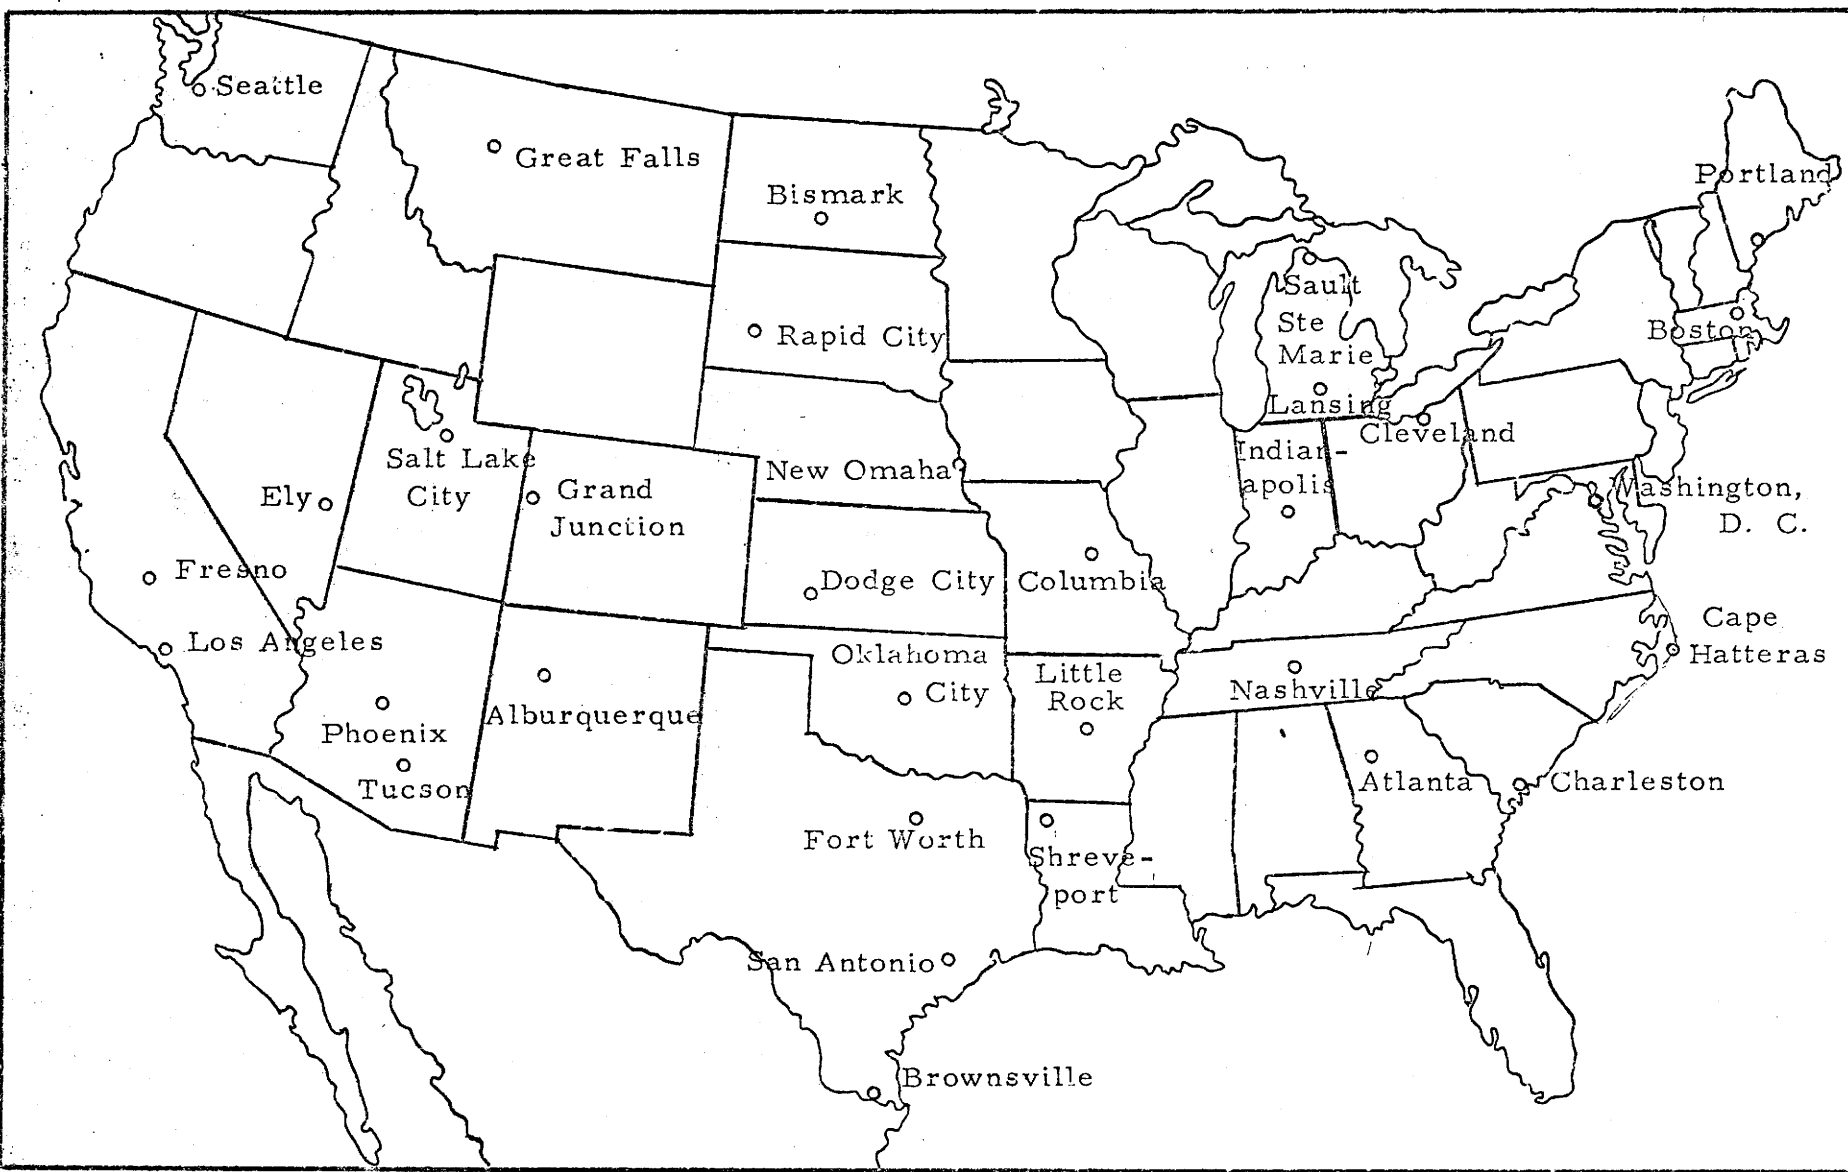 Seattle
Great Falls
Portland
Bismark
Sault
Ste
Marie
Rapid City
Boston
Lansing
Cleveland
Salt Lake
City
New Omaha
Indian-
apolis
Ely
Grand
Junction
Washington,
D. C.
Fresno
Dodge City
Columbia
Cape
Hatteras
Los Angeles
Oklahoma
City
Little
Rock
Nashville
Alburquerque
Phoenix
Tucson
Atlanta
Charleston
Fort Worth
Shreve-
port
San Antonio
Brownsville